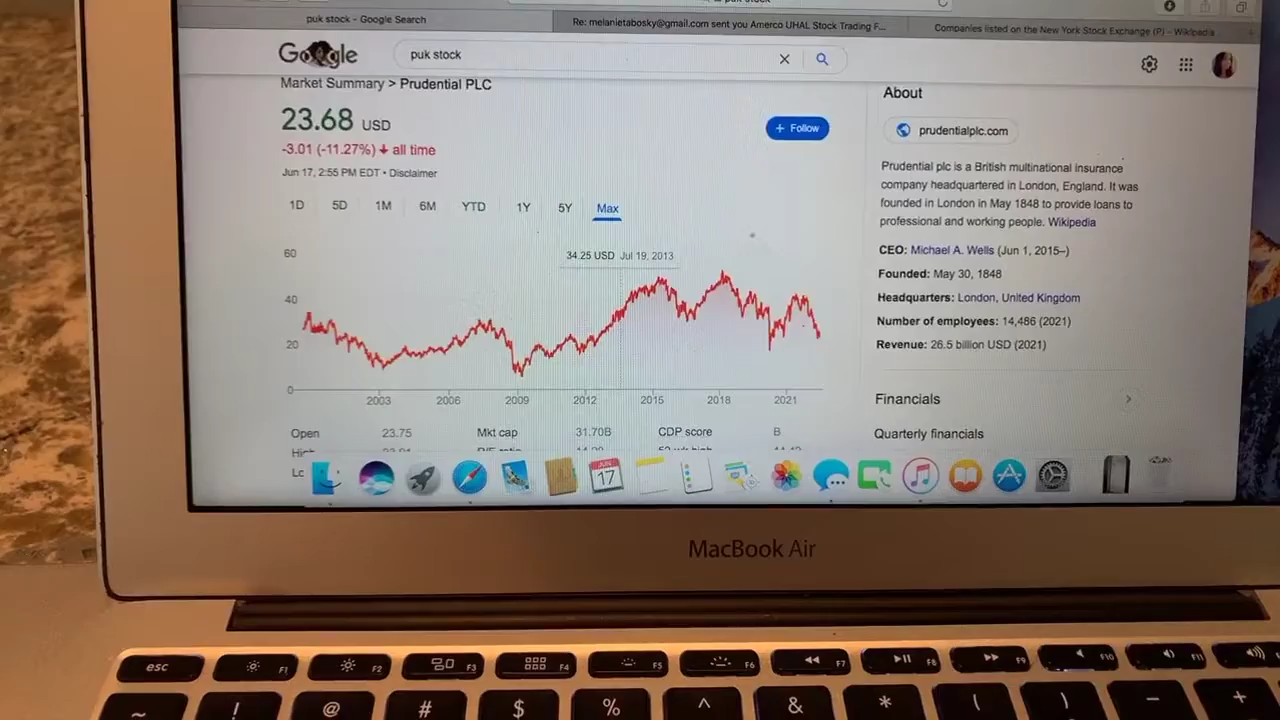 puk stock - Google Search
Re: melanietabosky@gmail.com sent you Amerco UHAL Stock Trading F...
Companies listed on the New York Stock Exchange (P) - Wikipedia
Google
puk stock
Market Summary > Prudential PLC
23.68 USD
+ Follow
-3.01 (-11.27%) ↓ all time
Jun 17, 2:55 PM EDT • Disclaimer
1D 5D 1M 6M YTD 1Y 5Y Max
34.25 USD Jul 19, 2013
60
40
20
0
2003 2006 2009 2012 2015 2018 2021
Open 23.75 Mkt cap 31.70B CDP score B
About
prudentialplc.com
Prudential plc is a British multinational insurance
company headquartered in London, England. It was
founded in London in May 1848 to provide loans to
professional and working people. Wikipedia
CEO: Michael A. Wells (Jun 1, 2015–)
Founded: May 30, 1848
Headquarters: London, United Kingdom
Number of employees: 14,486 (2021)
Revenue: 26.5 billion USD (2021)
Financials
Quarterly financials
JUN
17
MacBook Air
esc F1 F2 F3 F4 F5 F6 F7 F8 F9 F10 F11
~ ! @ # $ % ^ & * ( ) − +